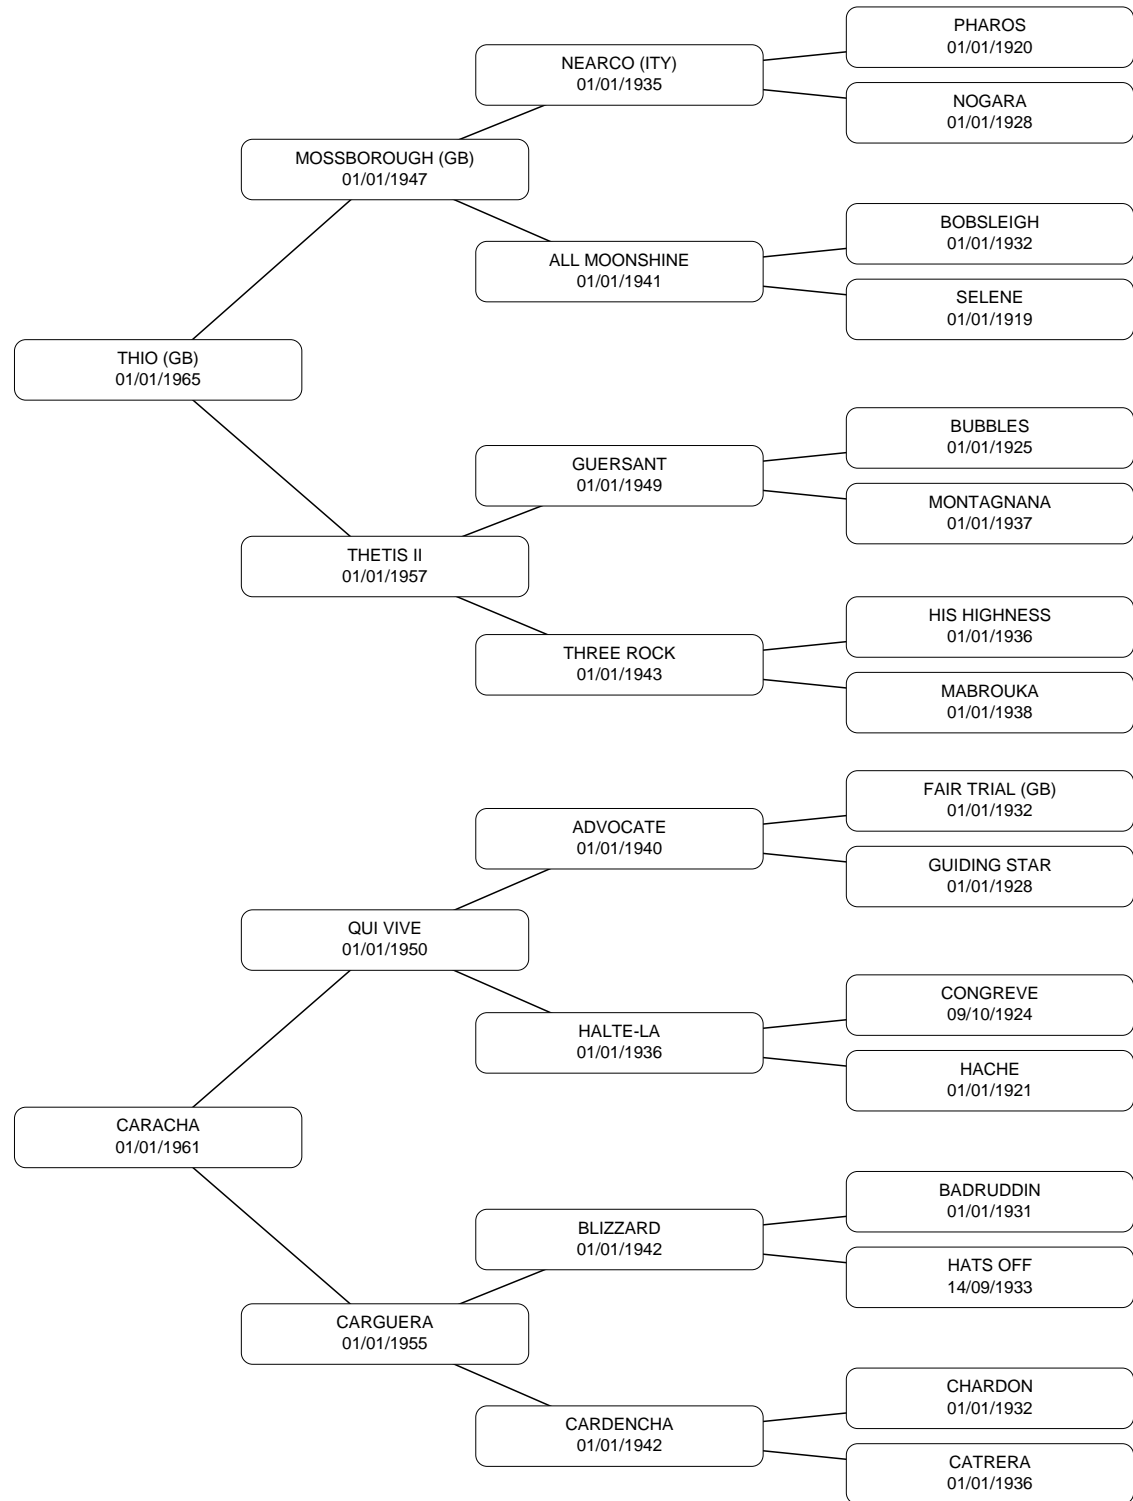 PHAROS
01/01/1920
NEARCO (ITY)
01/01/1935
NOGARA
01/01/1928
MOSSBOROUGH (GB)
01/01/1947
BOBSLEIGH
01/01/1932
ALL MOONSHINE
01/01/1941
SELENE
01/01/1919
THIO (GB)
01/01/1965
BUBBLES
01/01/1925
GUERSANT
01/01/1949
MONTAGNANA
01/01/1937
THETIS II
01/01/1957
HIS HIGHNESS
01/01/1936
THREE ROCK
01/01/1943
MABROUKA
01/01/1938
FAIR TRIAL (GB)
01/01/1932
ADVOCATE
01/01/1940
GUIDING STAR
01/01/1928
QUI VIVE
01/01/1950
CONGREVE
09/10/1924
HALTE-LA
01/01/1936
HACHE
01/01/1921
CARACHA
01/01/1961
BADRUDDIN
01/01/1931
BLIZZARD
01/01/1942
HATS OFF
14/09/1933
CARGUERA
01/01/1955
CHARDON
01/01/1932
CARDENCHA
01/01/1942
CATRERA
01/01/1936